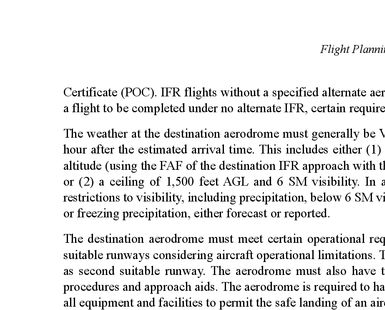 Flight Planni
Certificate (POC). IFR flights without a specified alternate aer
a flight to be completed under no alternate IFR, certain require
The weather at the destination aerodrome must generally be V
hour after the estimated arrival time. This includes either (1)
altitude (using the FAF of the destination IFR approach with th
or (2) a ceiling of 1,500 feet AGL and 6 SM visibility. In a
restrictions to visibility, including precipitation, below 6 SM vi
or freezing precipitation, either forecast or reported.
The destination aerodrome must meet certain operational req
suitable runways considering aircraft operational limitations. T
as second suitable runway. The aerodrome must also have t
procedures and approach aids. The aerodrome is required to ha
all equipment and facilities to permit the safe landing of an air